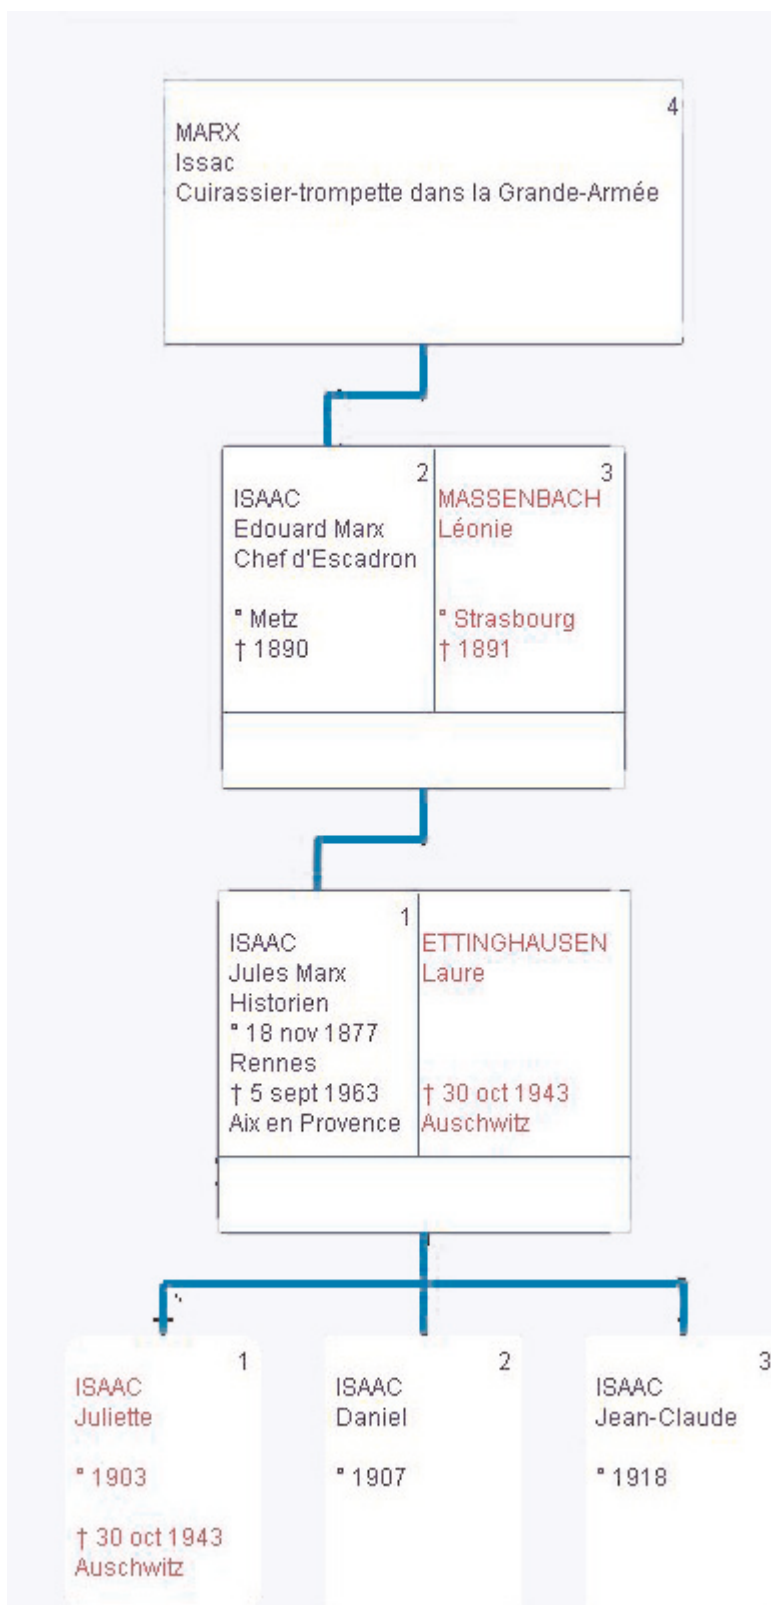 4
MARX
Issac
Cuirassier-trompette dans la Grande-Armée
2
ISAAC
Edouard Marx
Chef d'Escadron
° Metz
† 1890
3
MASSENBACH
Léonie
° Strasbourg
† 1891
1
ISAAC
Jules Marx
Historien
° 18 nov 1877
Rennes
† 5 sept 1963
Aix en Provence
ETTINGHAUSEN
Laure
† 30 oct 1943
Auschwitz
1
ISAAC
Juliette
° 1903
† 30 oct 1943
Auschwitz
2
ISAAC
Daniel
° 1907
3
ISAAC
Jean-Claude
° 1918